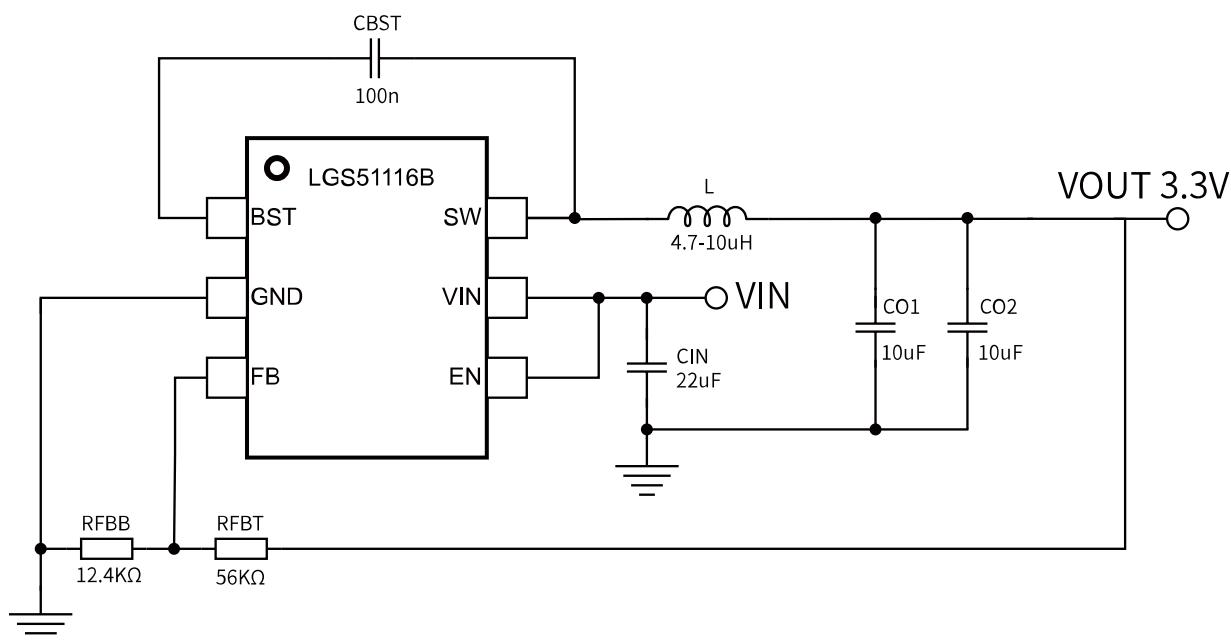 CBST
100n
LGS51116B
BST
SW
GND
VIN
FB
EN
L
4.7-10uH
VOUT 3.3V
VIN
CIN
22uF
CO1
10uF
CO2
10uF
RFBB
12.4KΩ
RFBT
56KΩ